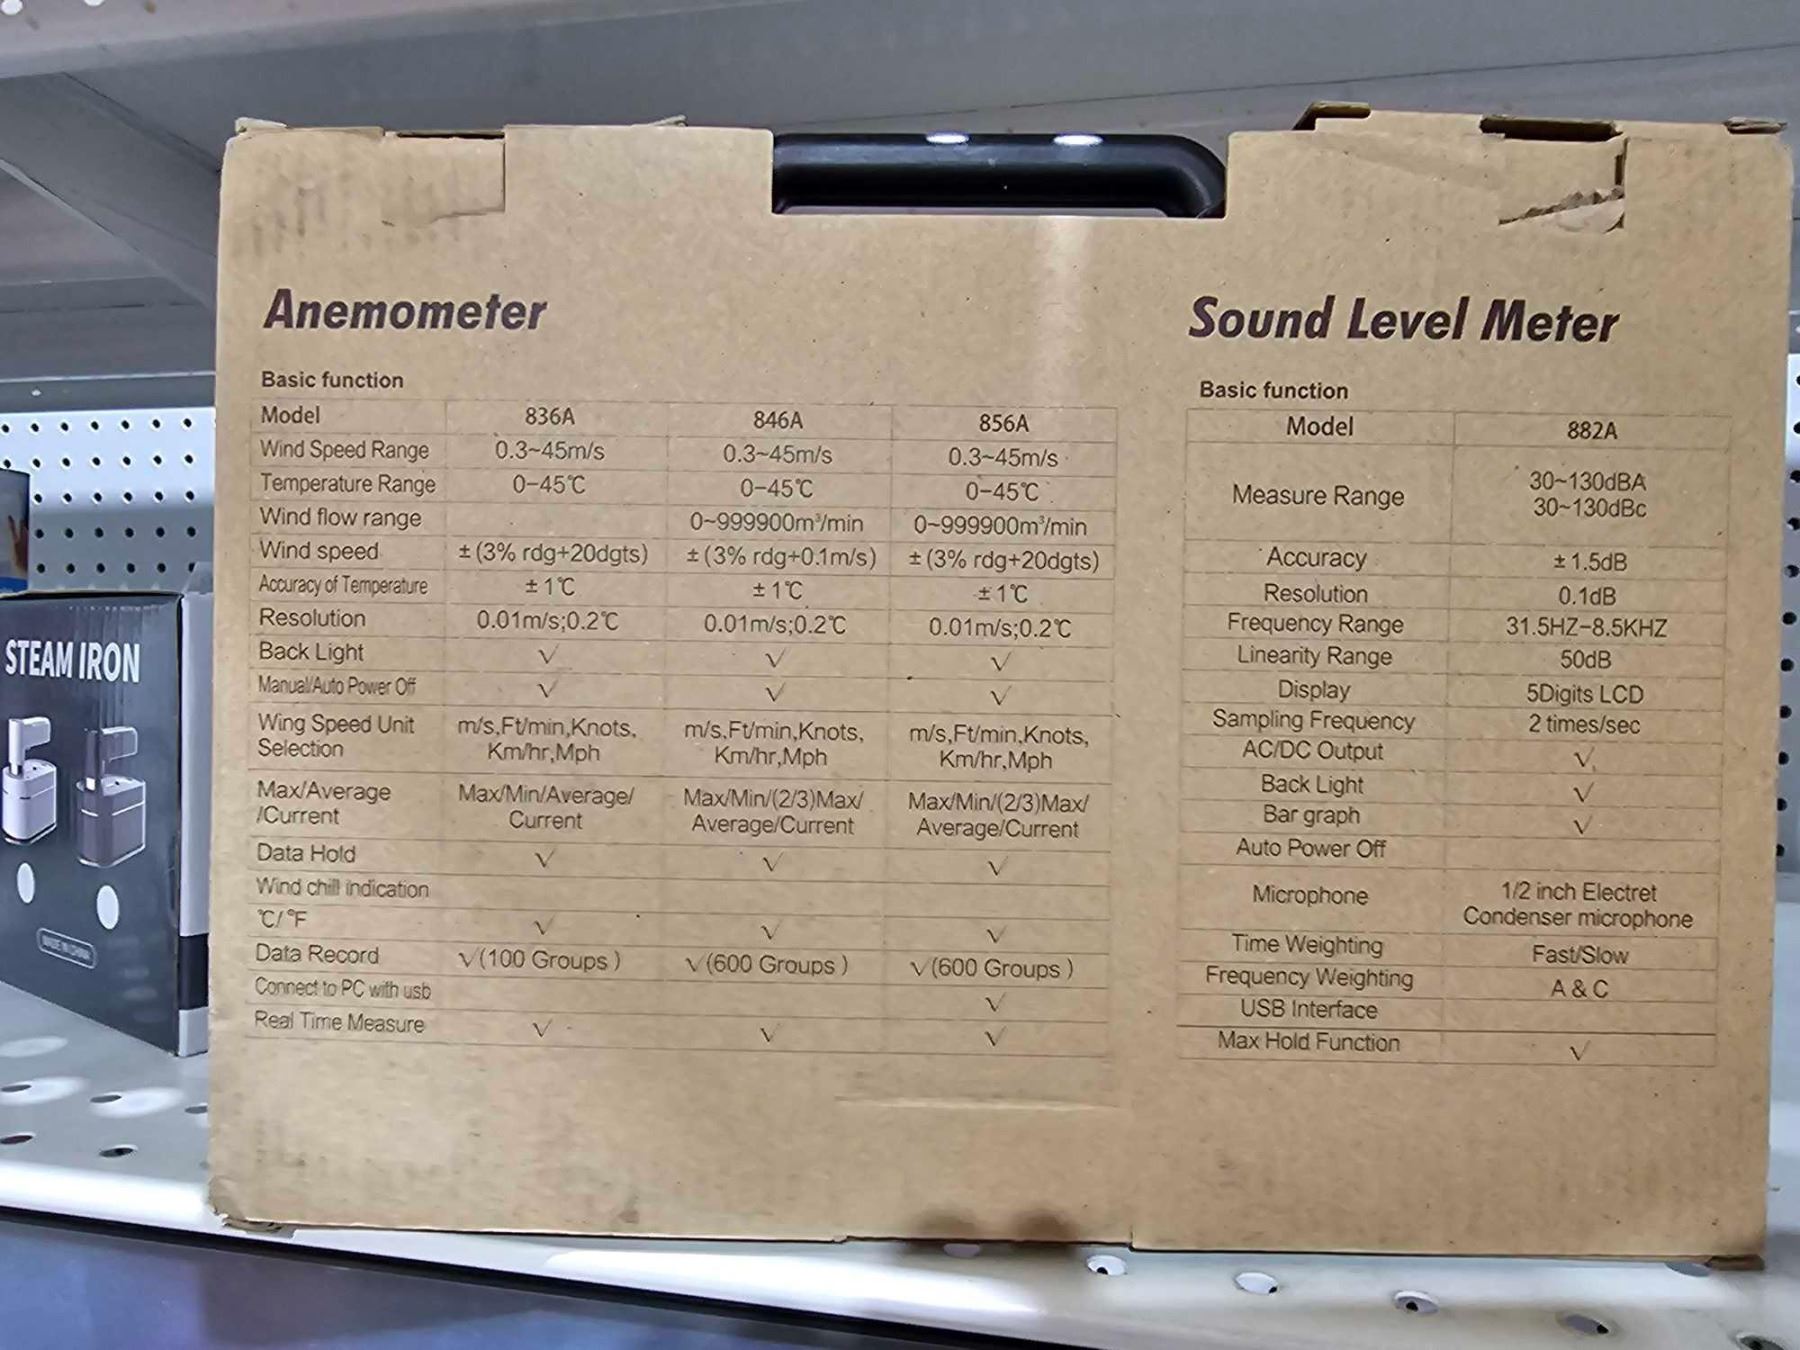 Anemometer
Basic function
Model 836A 846A 856A
Wind Speed Range 0.3~45m/s 0.3~45m/s 0.3~45m/s
Temperature Range 0-45℃ 0-45℃ 0-45℃
Wind flow range 0~999900m³/min 0~999900m³/min
Wind speed ±(3% rdg+20dgts) ±(3% rdg+0.1m/s) ±(3% rdg+20dgts)
Accuracy of Temperature ±1℃ ±1℃ ±1℃
Resolution 0.01m/s;0.2℃ 0.01m/s;0.2℃ 0.01m/s;0.2℃
Back Light √ √ √
Manual/Auto Power Off √ √ √
Wing Speed Unit m/s,Ft/min,Knots, m/s,Ft/min,Knots, m/s,Ft/min,Knots,
Selection Km/hr,Mph Km/hr,Mph Km/hr,Mph
Max/Average Max/Min/Average/ Max/Min/(2/3)Max/ Max/Min/(2/3)Max/
/Current Current Average/Current Average/Current
Data Hold √ √ √
Wind chill indication
℃/℉ √ √ √
Data Record √(100 Groups) √(600 Groups) √(600 Groups)
Connect to PC with usb √
Real Time Measure √ √ √
Sound Level Meter
Basic function
Model 882A
Measure Range 30~130dBA
30~130dBc
Accuracy ±1.5dB
Resolution 0.1dB
Frequency Range 31.5HZ-8.5KHZ
Linearity Range 50dB
Display 5Digits LCD
Sampling Frequency 2 times/sec
AC/DC Output √
Back Light √
Bar graph √
Auto Power Off
Microphone 1/2 inch Electret
Condenser microphone
Time Weighting Fast/Slow
Frequency Weighting A & C
USB Interface
Max Hold Function √
STEAM IRON
MADE IN CHINA